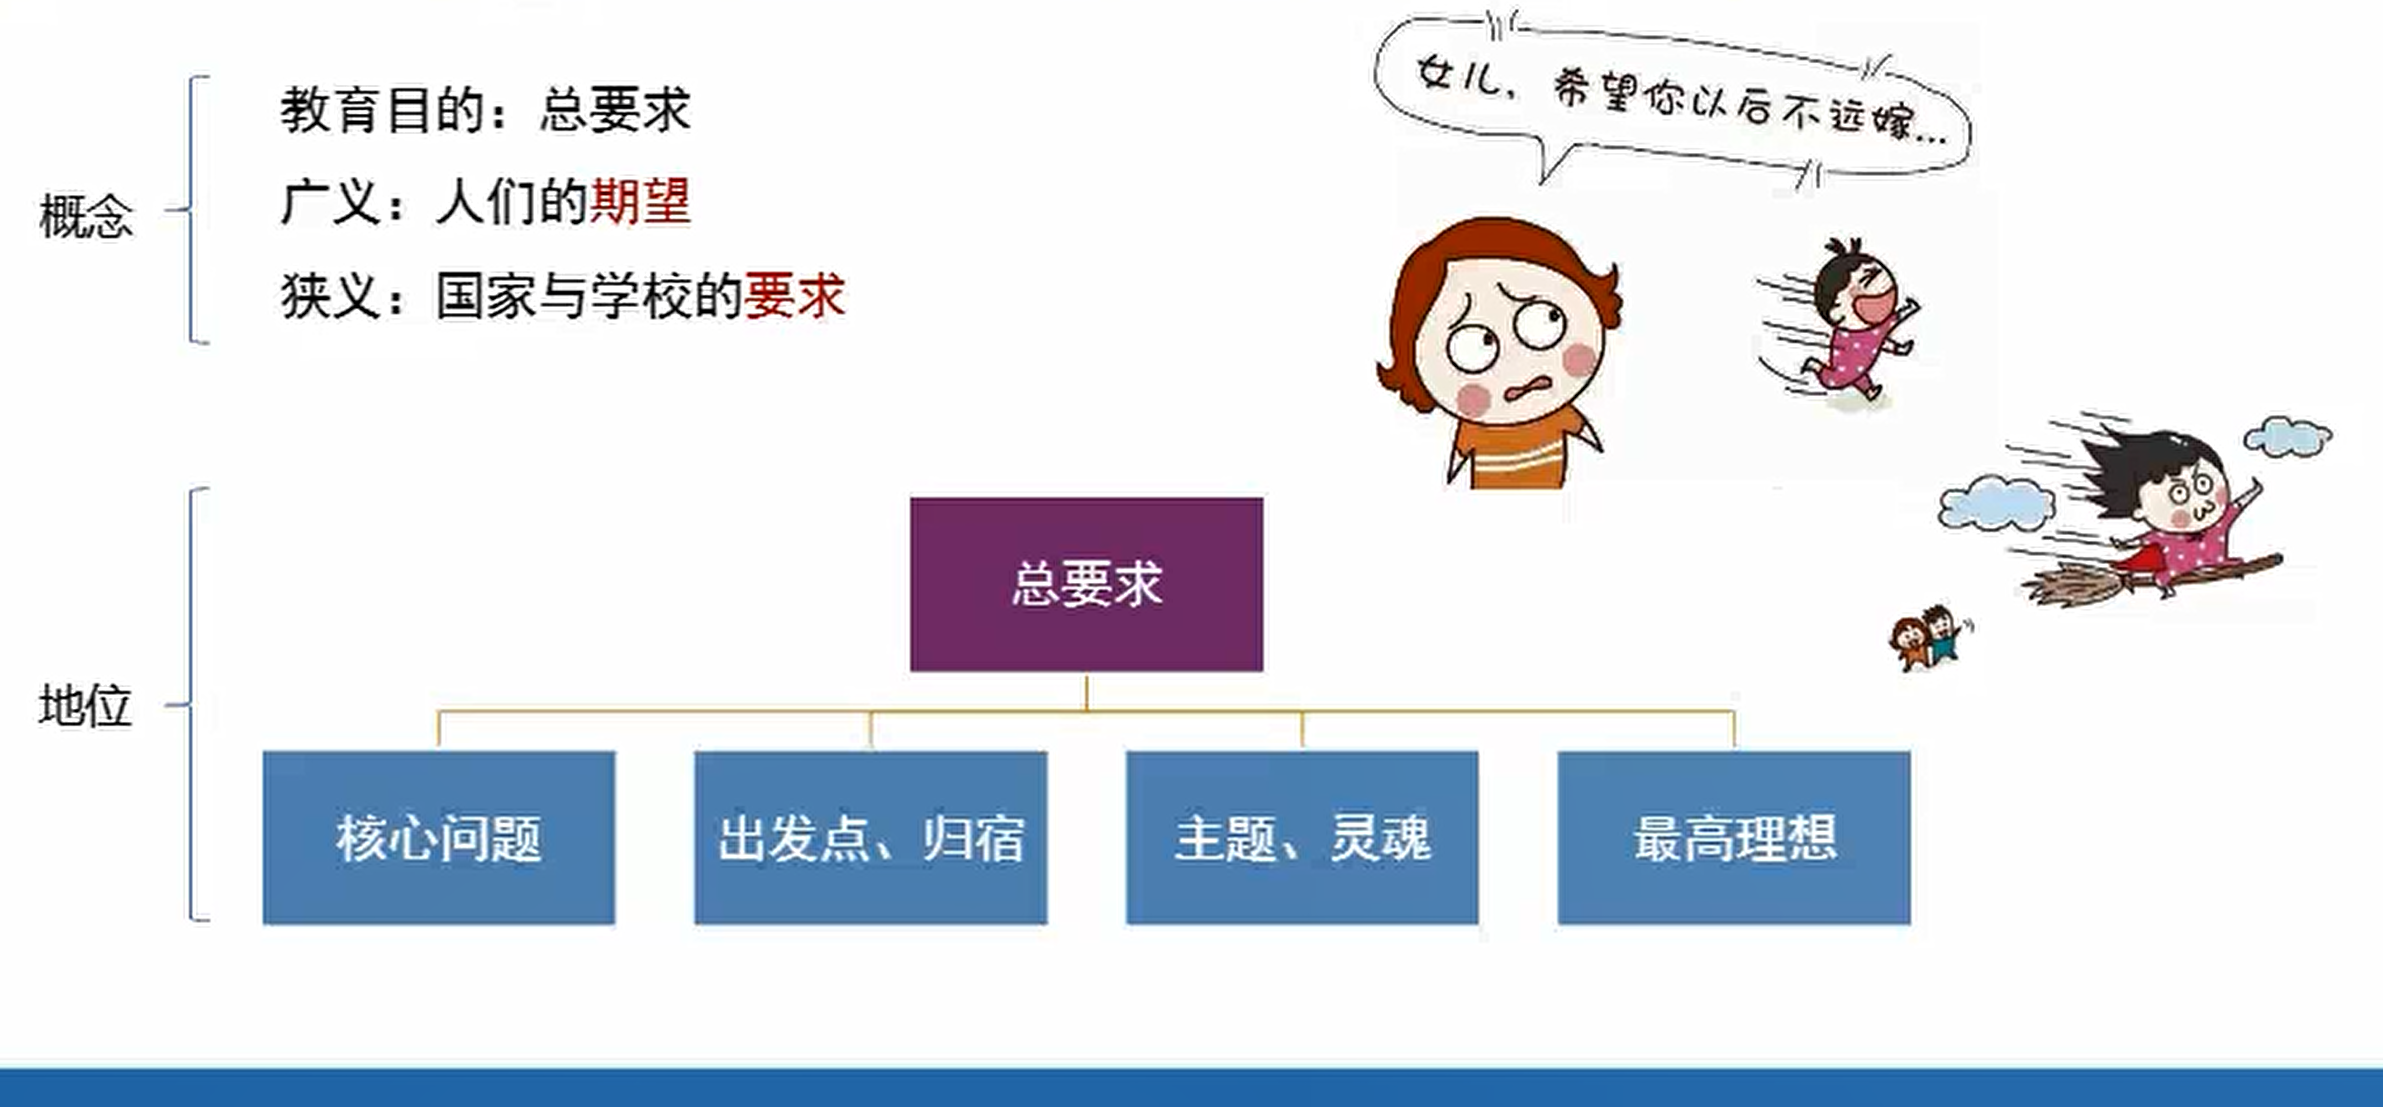 概念
教育目的：总要求
广义：人们的期望
狭义：国家与学校的要求
女儿，希望你以后不远嫁...
地位
总要求
核心问题
出发点、归宿
主题、灵魂
最高理想